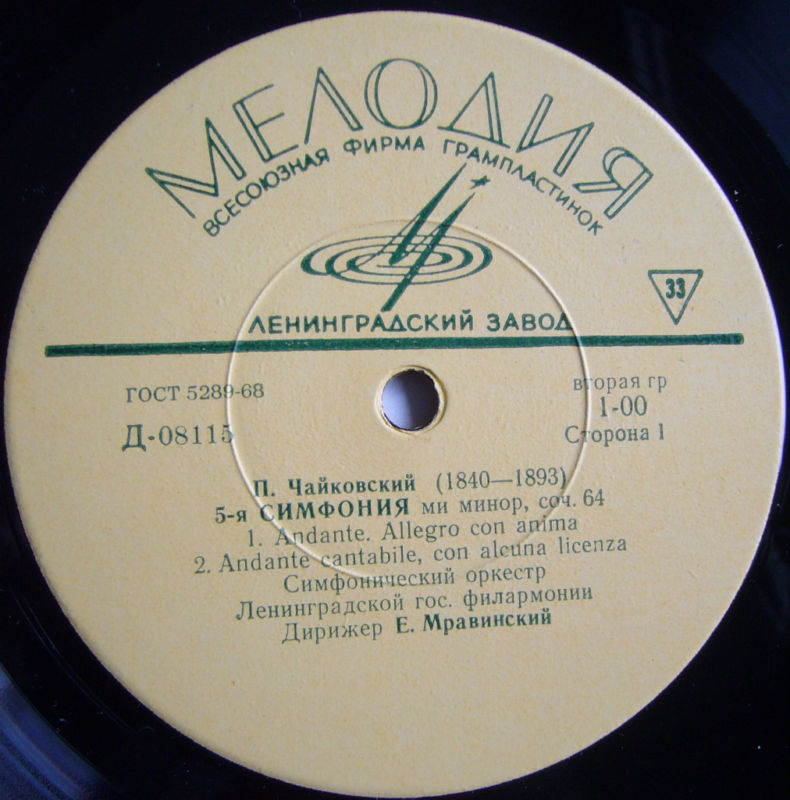 МЕЛОДИЯ
ВСЕСОЮЗНАЯ ФИРМА ГРАМПЛАСТИНОК
33
ЛЕНИНГРАДСКИЙ ЗАВОД
ГОСТ 5289-68
вторая гр
1-00
Д-08115
Сторона 1
П. Чайковский (1840—1893)
5-я СИМФОНИЯ ми минор, соч. 64
1. Andante. Allegro con anima
2. Andante cantabile, con alcuna licenza
Симфонический оркестр
Ленинградской гос. филармонии
Дирижер Е. Мравинский